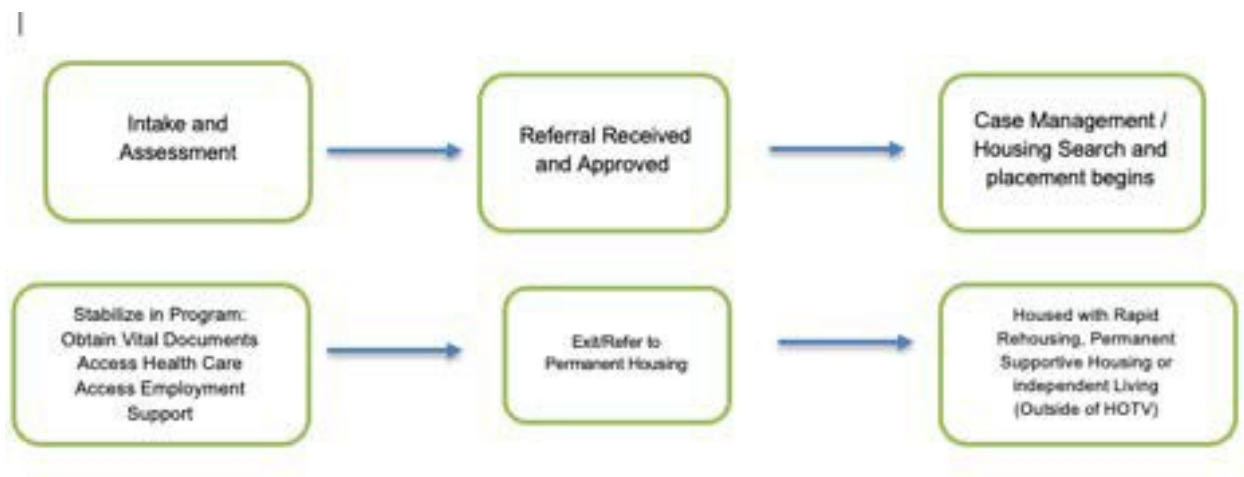 Intake and
Assessment
Referral Received
and Approved
Case Management /
Housing Search and
placement begins
Stabilize in Program:
Obtain Vital Documents
Access Health Care
Access Employment
Support
Exit/Refer to
Permanent Housing
Housed with Rapid
Rehousing, Permanent
Supportive Housing or
independent Living
(Outside of HOTV)